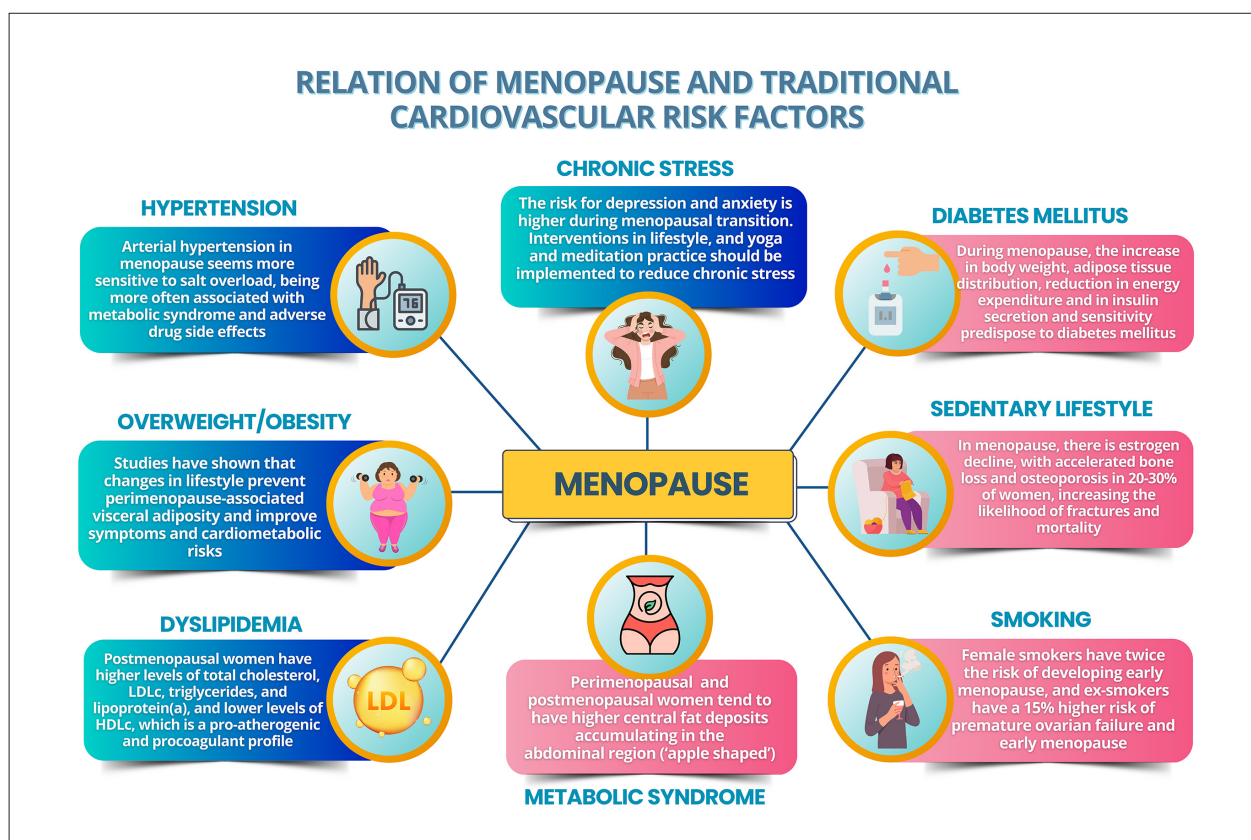 RELATION OF MENOPAUSE AND TRADITIONAL
CARDIOVASCULAR RISK FACTORS
CHRONIC STRESS
The risk for depression and anxiety is
higher during menopausal transition.
Interventions in lifestyle, and yoga
and meditation practice should be
implemented to reduce chronic stress
HYPERTENSION
Arterial hypertension in
menopause seems more
sensitive to salt overload, being
more often associated with
metabolic syndrome and adverse
drug side effects
76
DIABETES MELLITUS
During menopause, the increase
in body weight, adipose tissue
distribution, reduction in energy
expenditure and in insulin
secretion and sensitivity
predispose to diabetes mellitus
OVERWEIGHT/OBESITY
Studies have shown that
changes in lifestyle prevent
perimenopause-associated
visceral adiposity and improve
symptoms and cardiometabolic
risks
MENOPAUSE
SEDENTARY LIFESTYLE
In menopause, there is estrogen
decline, with accelerated bone
loss and osteoporosis in 20-30%
of women, increasing the
likelihood of fractures and
mortality
DYSLIPIDEMIA
Postmenopausal women have
higher levels of total cholesterol,
LDLc, triglycerides, and
lipoprotein(a), and lower levels of
HDLc, which is a pro-atherogenic
and procoagulant profile
LDL
Perimenopausal and
postmenopausal women tend to
have higher central fat deposits
accumulating in the
abdominal region (‘apple shaped’)
METABOLIC SYNDROME
SMOKING
Female smokers have twice
the risk of developing early
menopause, and ex-smokers
have a 15% higher risk of
premature ovarian failure and
early menopause